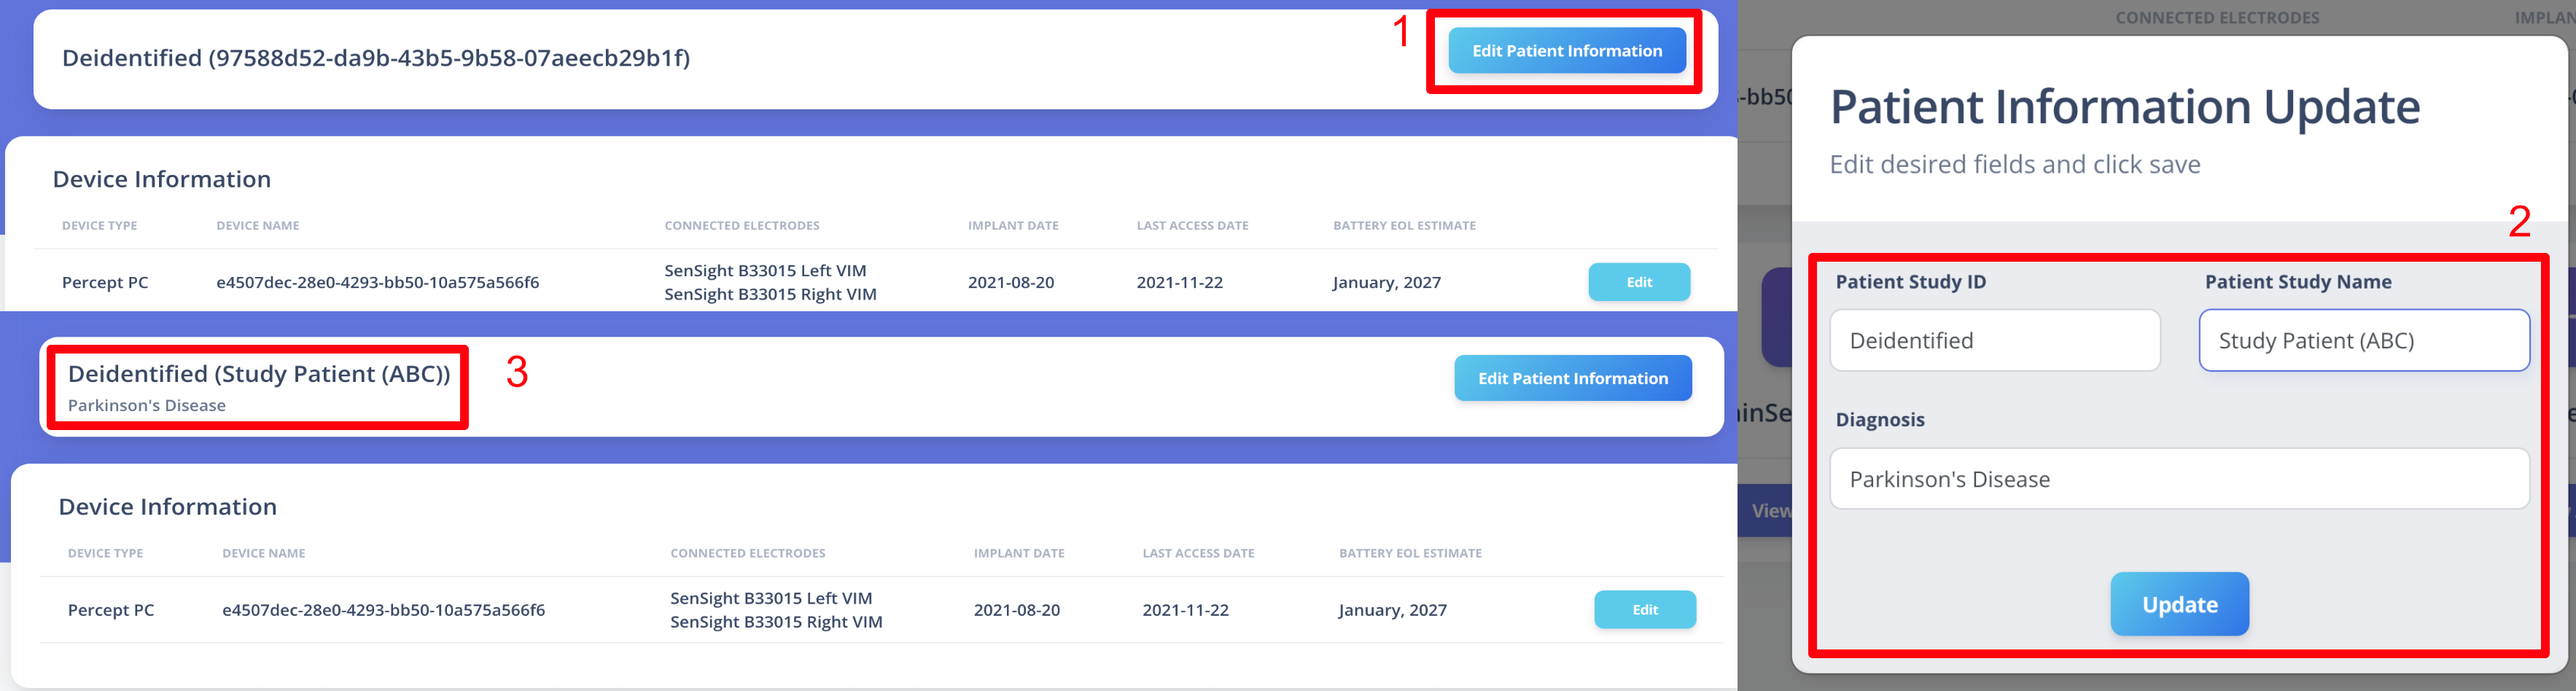 1
Deidentified (97588d52-da9b-43b5-9b58-07aeecb29b1f)
Edit Patient Information
Device Information
DEVICE TYPE DEVICE NAME CONNECTED ELECTRODES IMPLANT DATE LAST ACCESS DATE BATTERY EOL ESTIMATE
Percept PC e4507dec-28e0-4293-bb50-10a575a566f6 SenSight B33015 Left VIM 2021-08-20 2021-11-22 January, 2027 Edit
SenSight B33015 Right VIM
Deidentified (Study Patient (ABC))
Parkinson's Disease
3
Edit Patient Information
Device Information
DEVICE TYPE DEVICE NAME CONNECTED ELECTRODES IMPLANT DATE LAST ACCESS DATE BATTERY EOL ESTIMATE
Percept PC e4507dec-28e0-4293-bb50-10a575a566f6 SenSight B33015 Left VIM 2021-08-20 2021-11-22 January, 2027 Edit
SenSight B33015 Right VIM
CONNECTED ELECTRODES IMPLAN
-bb50
Patient Information Update
Edit desired fields and click save
2
Patient Study ID Patient Study Name
Deidentified Study Patient (ABC)
Diagnosis
ainSe
Parkinson's Disease
View
Update